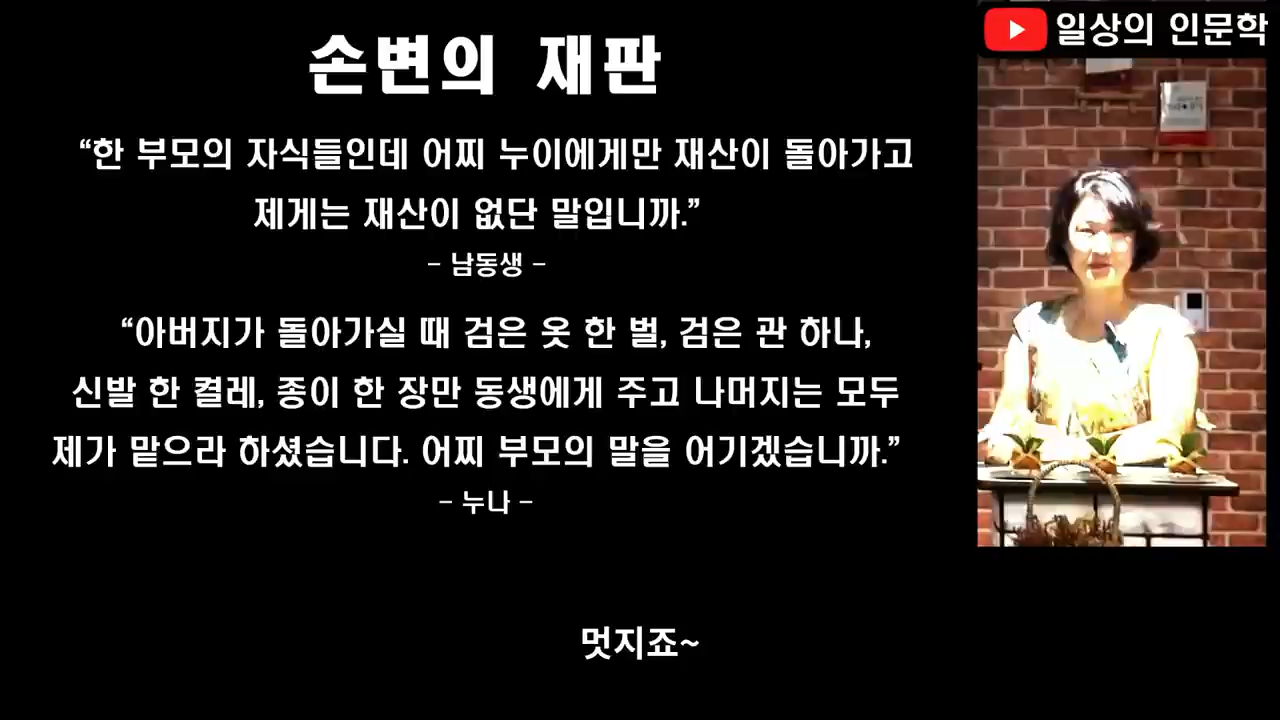 손변의 재판
일상의 인문학
“한 부모의 자식들인데 어찌 누이에게만 재산이 돌아가고
제게는 재산이 없단 말입니까.”
- 남동생 -
“아버지가 돌아가실 때 검은 옷 한 벌, 검은 관 하나,
신발 한 켤레, 종이 한 장만 동생에게 주고 나머지는 모두
제가 맡으라 하셨습니다. 어찌 부모의 말을 어기겠습니까.”
- 누나 -
멋지죠~